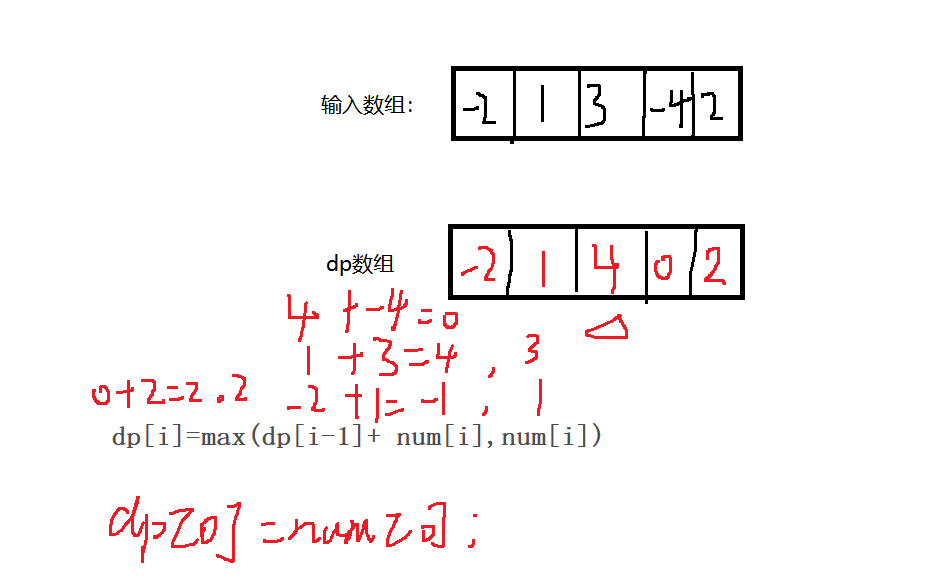 输入数组： -2 1 3 -4 2
dp数组 -2 1 4 0 2
4 + -4 = 0
1 + 3 = 4 , 3
0+2=2 . 2 -2 +1= -1 , 1
dp[i]=max(dp[i-1]+ num[i],num[i])
dp[0]=num[0];